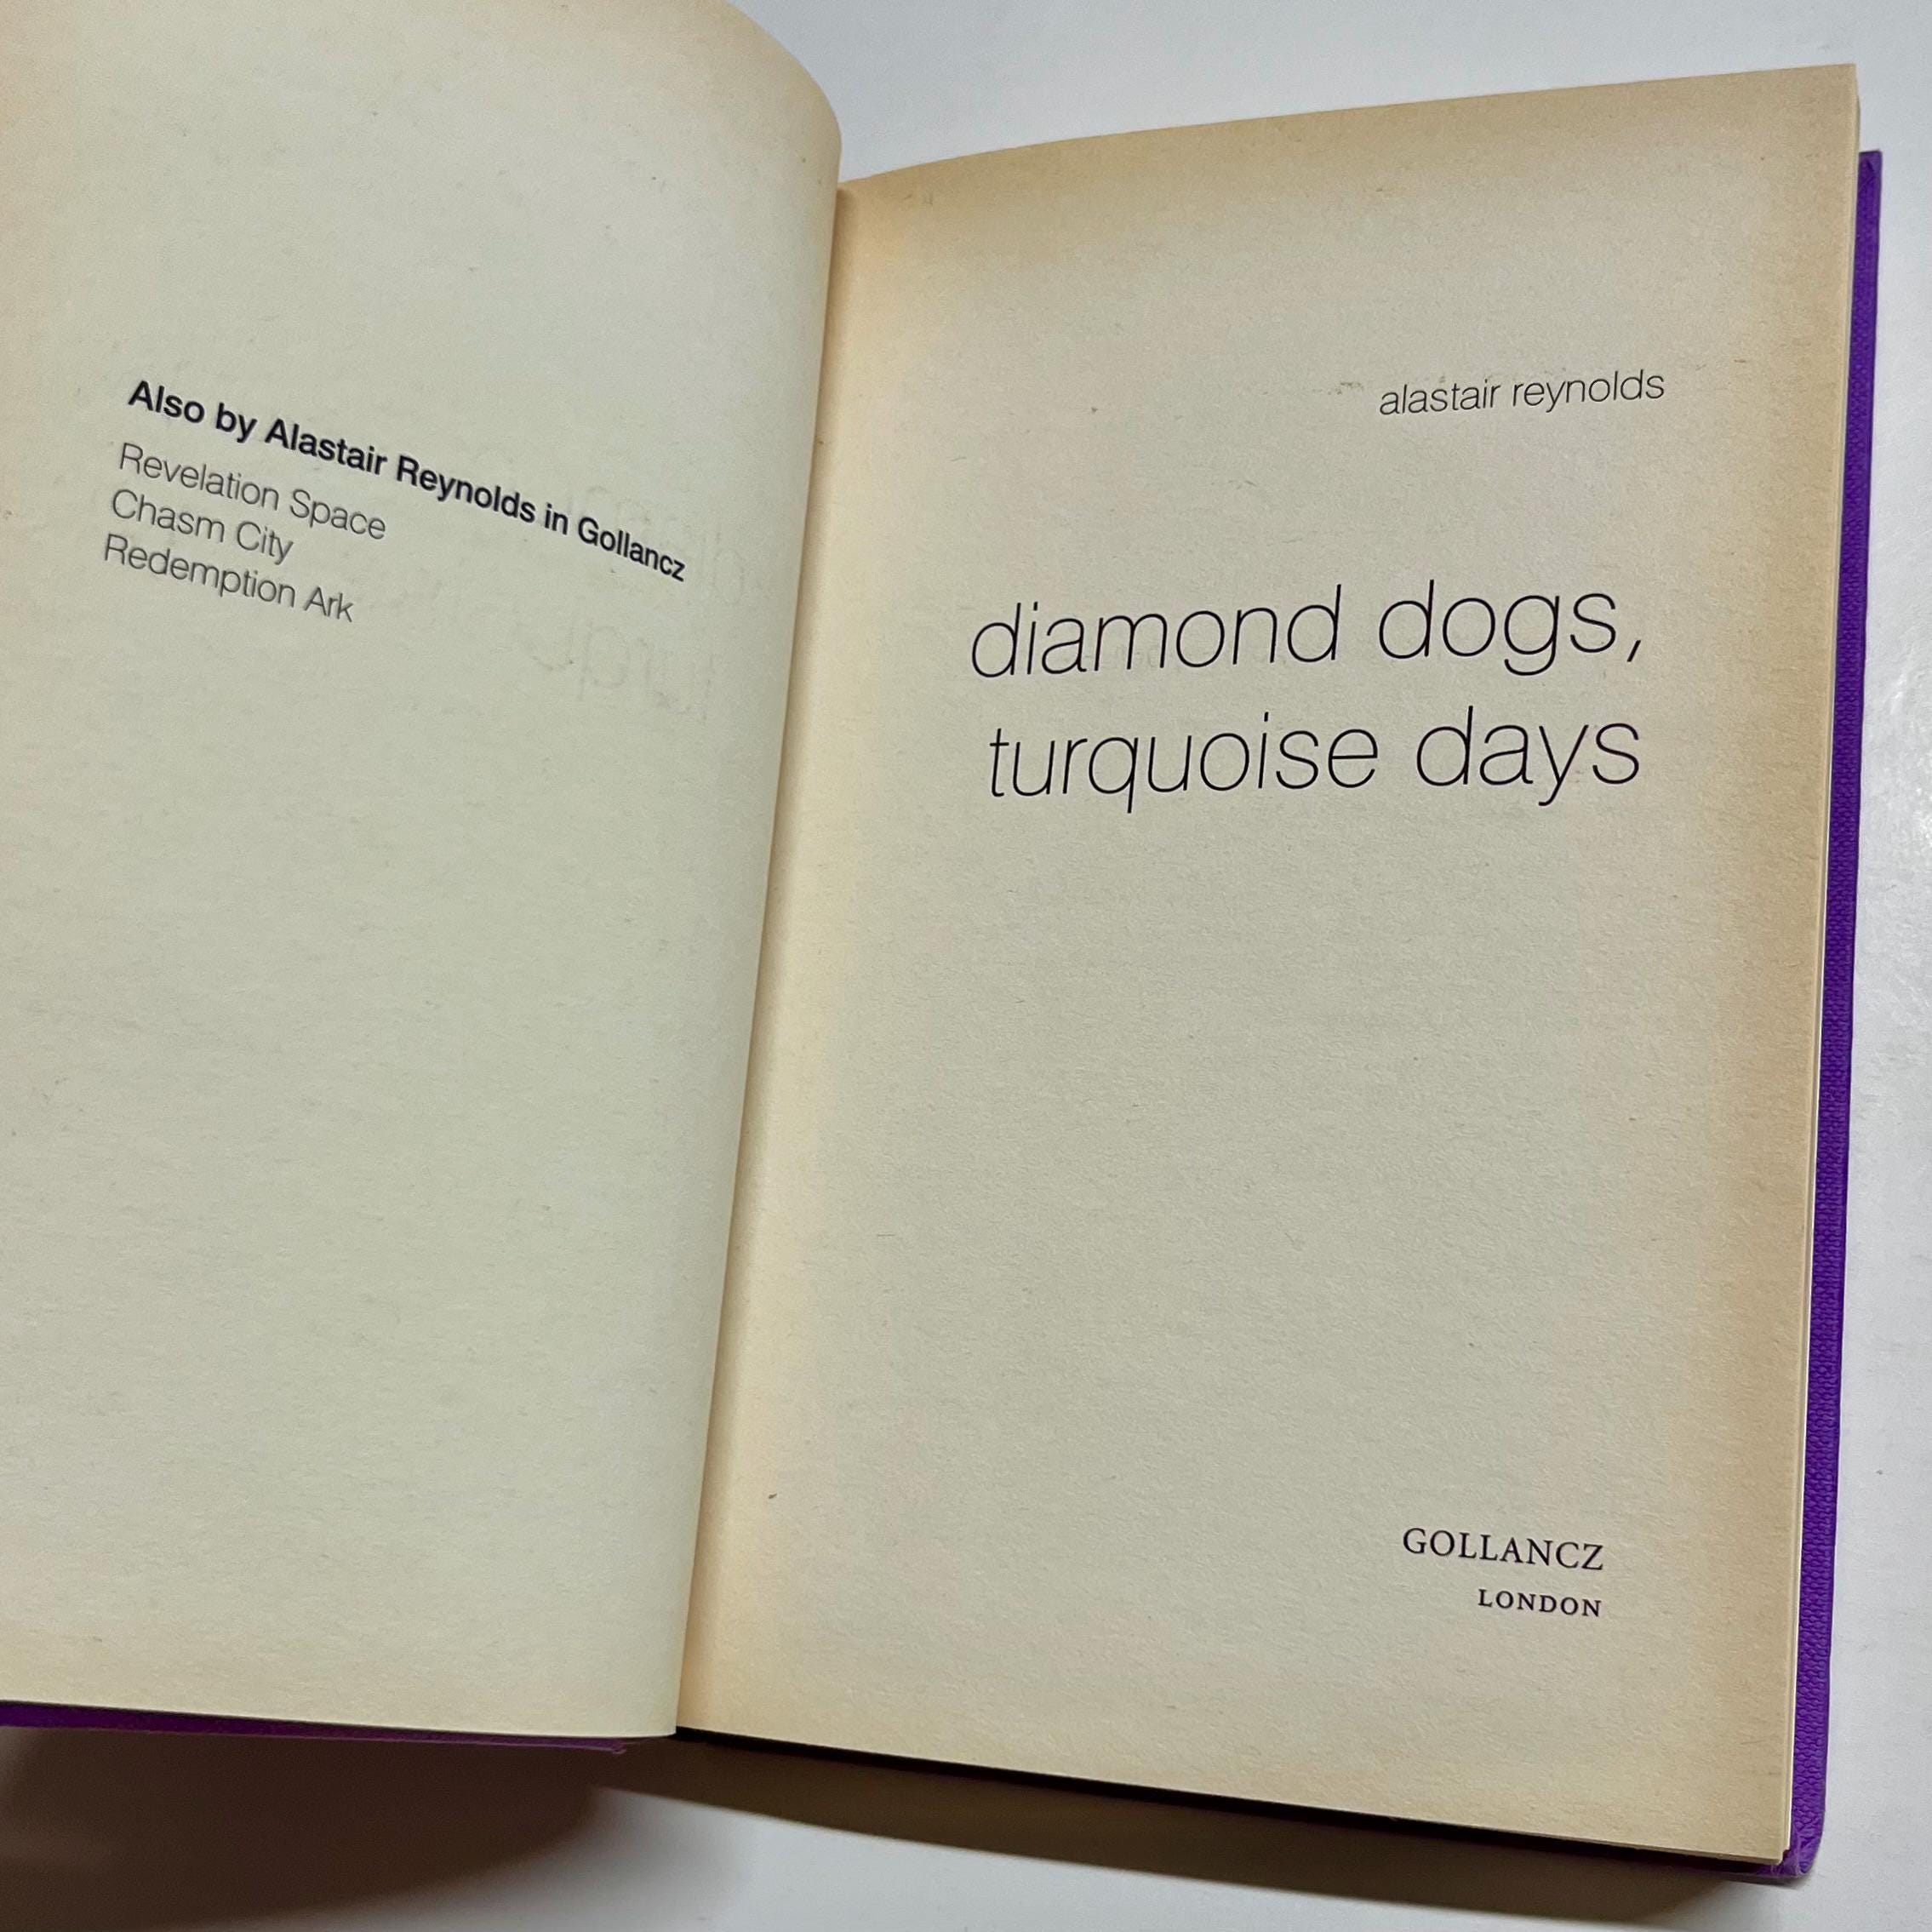 Also by Alastair Reynolds in Gollancz
Revelation Space
Chasm City
Redemption Ark
alastair reynolds
diamond dogs,
turquoise days
GOLLANCZ
LONDON